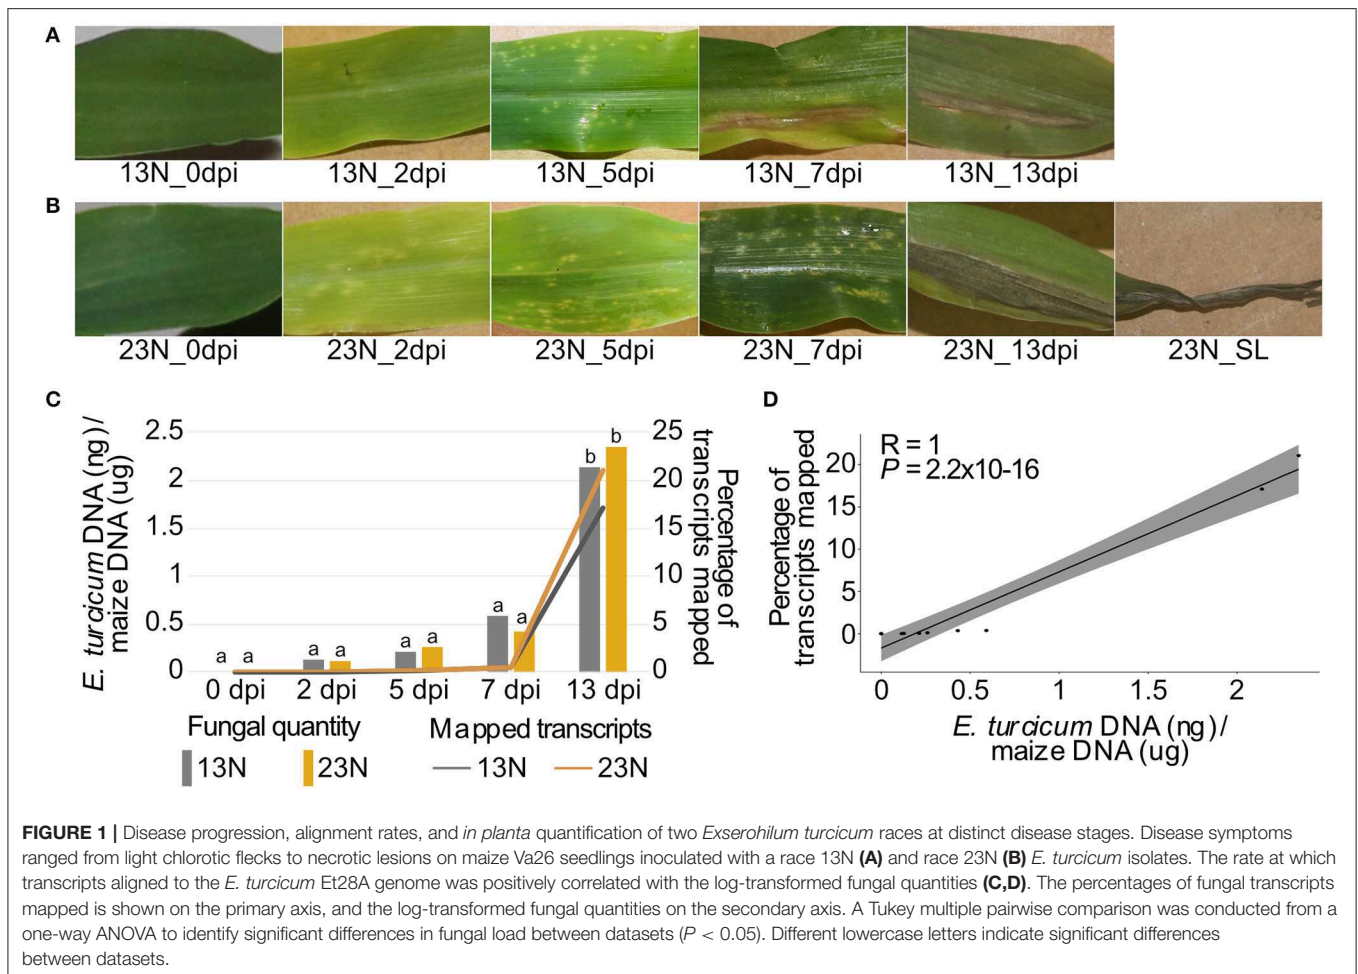 A
13N_0dpi 13N_2dpi 13N_5dpi 13N_7dpi 13N_13dpi
B
23N_0dpi 23N_2dpi 23N_5dpi 23N_7dpi 23N_13dpi 23N_SL
C
E. turcicum DNA (ng)/
maize DNA (ug)
2.5
2
1.5
1
0.5
0
a a
a a
a a
a a
b b
25
20
15
10
5
0
Percentage of
transcripts mapped
0 dpi 2 dpi 5 dpi 7 dpi 13 dpi
Fungal quantity Mapped transcripts
13N 23N 13N 23N
D
R = 1
P = 2.2x10-16
Percentage of
transcripts mapped
20
15
10
5
0
0 0.5 1 1.5 2
E. turcicum DNA (ng)/
maize DNA (ug)
FIGURE 1 | Disease progression, alignment rates, and in planta quantification of two Exserohilum turcicum races at distinct disease stages. Disease symptoms
ranged from light chlorotic flecks to necrotic lesions on maize Va26 seedlings inoculated with a race 13N (A) and race 23N (B) E. turcicum isolates. The rate at which
transcripts aligned to the E. turcicum Et28A genome was positively correlated with the log-transformed fungal quantities (C,D). The percentages of fungal transcripts
mapped is shown on the primary axis, and the log-transformed fungal quantities on the secondary axis. A Tukey multiple pairwise comparison was conducted from a
one-way ANOVA to identify significant differences in fungal load between datasets (P < 0.05). Different lowercase letters indicate significant differences
between datasets.